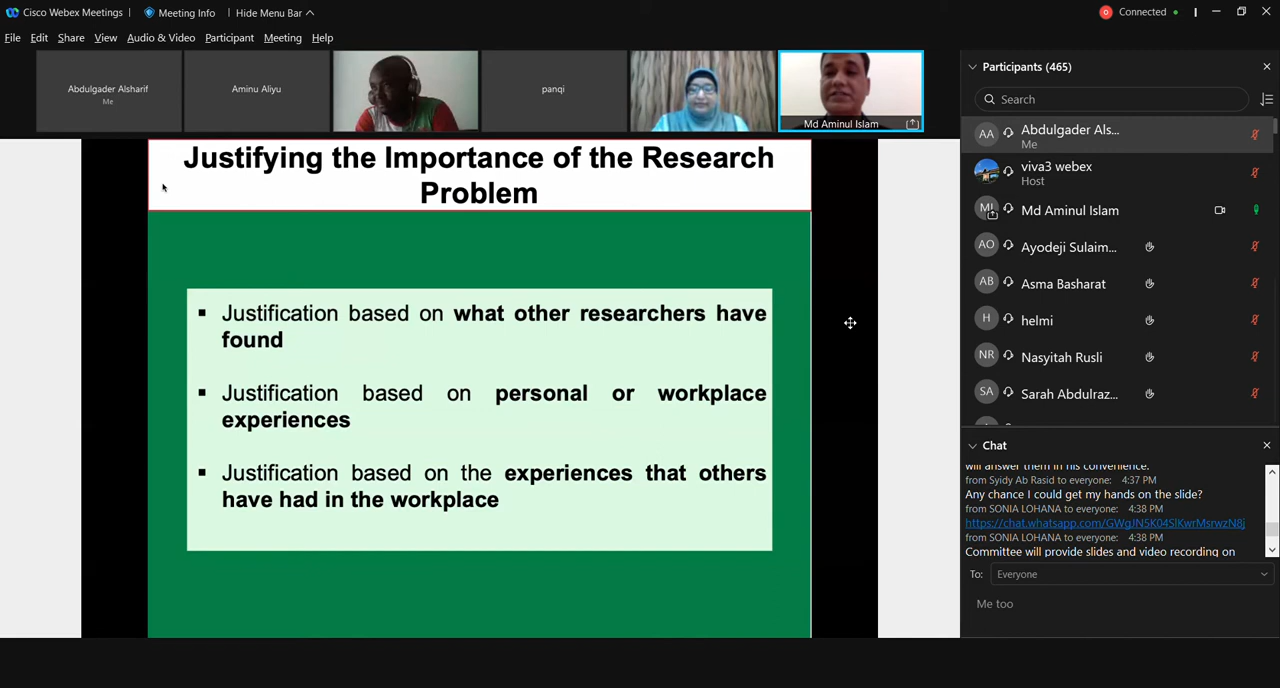 Cisco Webex Meetings
Meeting Info
Hide Menu Bar
Connected
File Edit Share View Audio & Video Participant Meeting Help
Abdulgader Alsharif
Me
Aminu Aliyu
panqi
Md Aminul Islam
Justifying the Importance of the Research
Problem
▪ Justification based on what other researchers have
found
▪ Justification based on personal or workplace
experiences
▪ Justification based on the experiences that others
have had in the workplace
Participants (465)
Search
AA Abdulgader Als...
Me
viva3 webex
Host
MI Md Aminul Islam
AO Ayodeji Sulaim...
AB Asma Basharat
H helmi
NR Nasyitah Rusli
SA Sarah Abdulraz...
Chat
will answer them in his convenience.
from Syidy Ab Rasid to everyone: 4:37 PM
Any chance I could get my hands on the slide?
from SONIA LOHANA to everyone: 4:38 PM
from SONIA LOHANA to everyone: 4:38 PM
Committee will provide slides and video recording on
To: Everyone
Me too